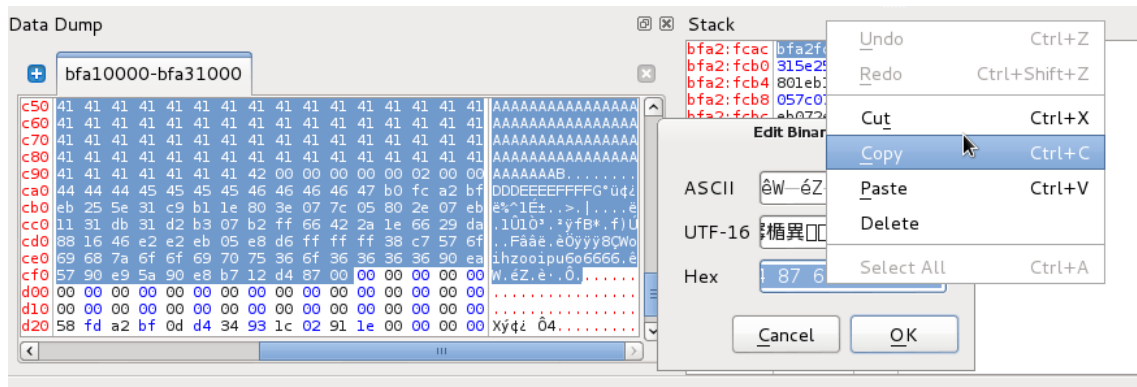 Data Dump
bfa10000-bfa31000
c50 41 41 41 41 41 41 41 41 41 41 41 41 41 41 41 41 AAAAAAAAAAAAAAAA
c60 41 41 41 41 41 41 41 41 41 41 41 41 41 41 41 41 AAAAAAAAAAAAAAAA
c70 41 41 41 41 41 41 41 41 41 41 41 41 41 41 41 41 AAAAAAAAAAAAAAAA
c80 41 41 41 41 41 41 41 41 41 41 41 41 41 41 41 41 AAAAAAAAAAAAAAAA
c90 41 41 41 41 41 41 41 42 00 00 00 00 00 02 00 00 AAAAAAAB........
ca0 44 44 44 45 45 45 45 46 46 46 46 47 b0 fc a2 bf DDDEEEEFFFFG°ü¢¿
cb0 eb 25 5e 31 c9 b1 1e 80 3e 07 7c 05 80 2e 07 eb ë%^1É±..>.|....ë
cc0 11 31 db 31 d2 b3 07 b2 ff 66 42 2a 1e 66 29 da .1Û1Ò³.²ÿfB*.f)Ú
cd0 88 16 46 e2 e2 eb 05 e8 d6 ff ff ff 38 c7 57 6f ..Fââë.èÖÿÿÿ8ÇWo
ce0 69 68 7a 6f 6f 69 70 75 36 6f 36 36 36 36 90 ea ihzooipu6o6666.ê
cf0 57 90 e9 5a 90 e8 b7 12 d4 87 00 00 00 00 00 00 W.éZ.è·.Ô.......
d00 00 00 00 00 00 00 00 00 00 00 00 00 00 00 00 00 ................
d10 00 00 00 00 00 00 00 00 00 00 00 00 00 00 00 00 ................
d20 58 fd a2 bf 0d d4 34 93 1c 02 91 1e 00 00 00 00 Xý¢¿ Ô4.........
Stack
bfa2:fcac bfa2fc
bfa2:fcb0 315e25
bfa2:fcb4 801eb1
bfa2:fcb8 057c07
Edit Binar
ASCII êW—éZ
UTF-16
Hex 87 6
Cancel OK
Undo Ctrl+Z
Redo Ctrl+Shift+Z
Cut Ctrl+X
Copy Ctrl+C
Paste Ctrl+V
Delete
Select All Ctrl+A